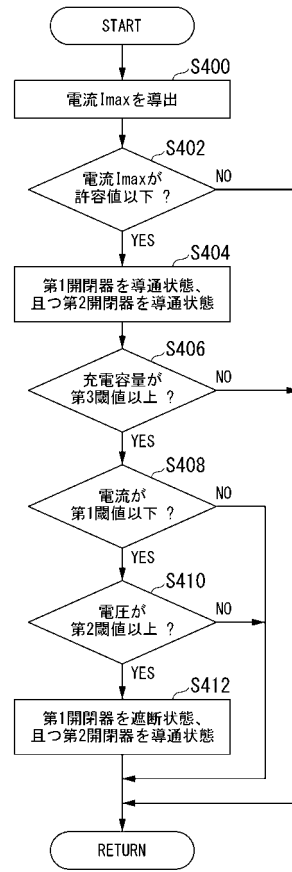 START
S400
電流Imaxを導出
S402
電流Imaxが
許容値以下 ?
NO
YES
S404
第1開閉器を導通状態、
且つ第2開閉器を導通状態
S406
充電容量が
第3閾値以上 ?
NO
YES
S408
電流が
第1閾値以下 ?
NO
YES
S410
電圧が
第2閾値以上 ?
NO
YES
S412
第1開閉器を遮断状態、
且つ第2開閉器を導通状態
RETURN